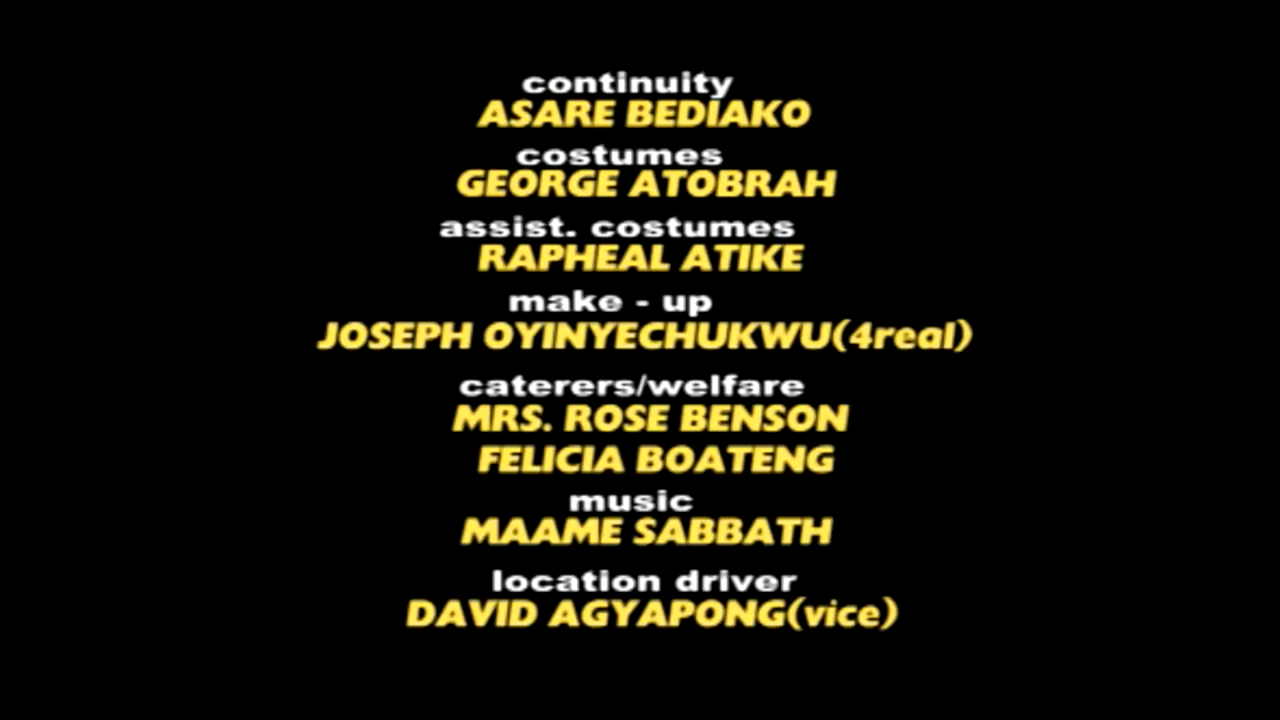 continuity
ASARE BEDIAKO
costumes
GEORGE ATOBRAH
assist. costumes
RAPHEAL ATIKE
make - up
JOSEPH OYINYECHUKWU(4real)
caterers/welfare
MRS. ROSE BENSON
FELICIA BOATENG
music
MAAME SABBATH
location driver
DAVID AGYAPONG(vice)